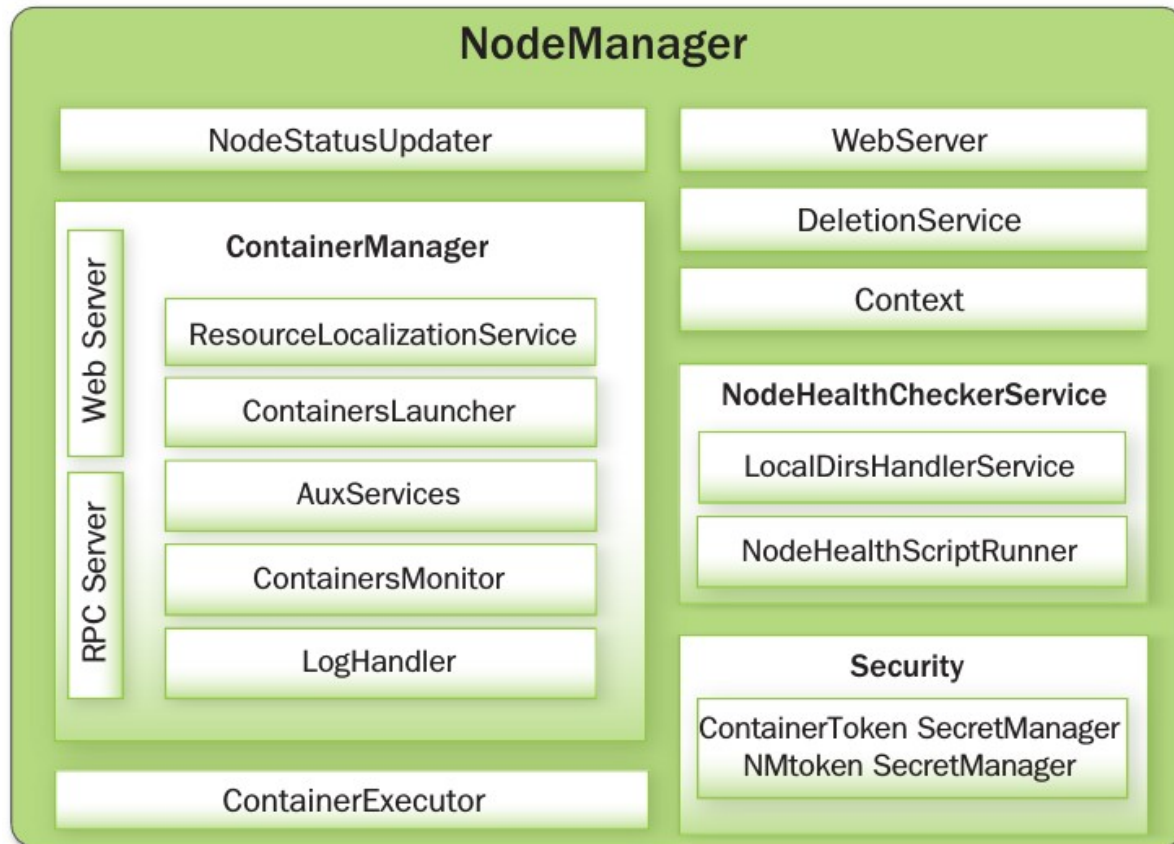 NodeManager
NodeStatusUpdater
ContainerManager
Web Server
RPC Server
ResourceLocalizationService
ContainersLauncher
AuxServices
ContainersMonitor
LogHandler
ContainerExecutor
WebServer
DeletionService
Context
NodeHealthCheckerService
LocalDirsHandlerService
NodeHealthScriptRunner
Security
ContainerToken SecretManager
NMtoken SecretManager